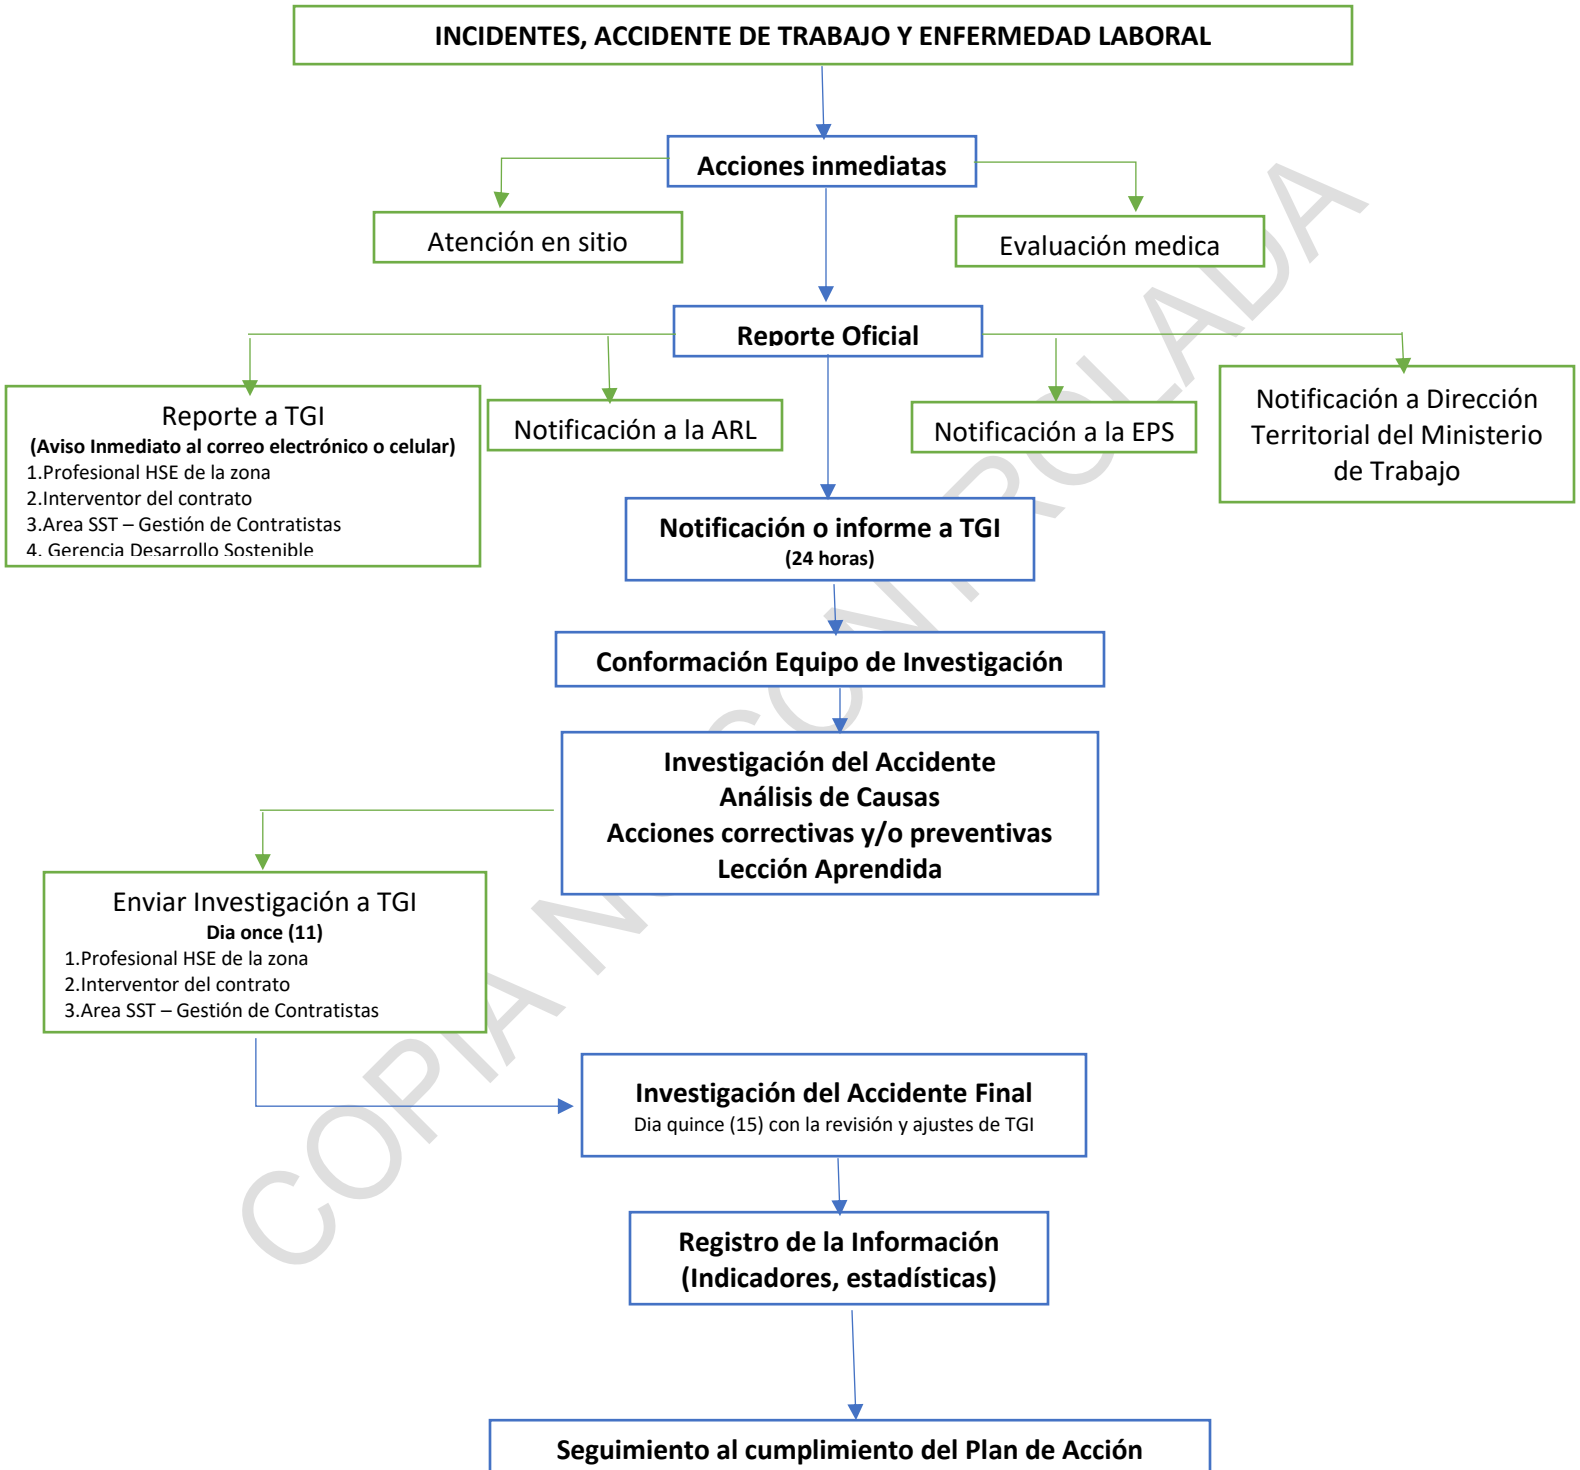 INCIDENTES, ACCIDENTE DE TRABAJO Y ENFERMEDAD LABORAL
Acciones inmediatas
Atención en sitio
Evaluación medica
Reporte Oficial
Reporte a TGI
(Aviso Inmediato al correo electrónico o celular)
1.Profesional HSE de la zona
2.Interventor del contrato
3.Area SST – Gestión de Contratistas
4. Gerencia Desarrollo Sostenible
Notificación a la ARL
Notificación a la EPS
Notificación a Dirección
Territorial del Ministerio
de Trabajo
Notificación o informe a TGI
(24 horas)
Conformación Equipo de Investigación
Investigación del Accidente
Análisis de Causas
Acciones correctivas y/o preventivas
Lección Aprendida
Enviar Investigación a TGI
Dia once (11)
1.Profesional HSE de la zona
2.Interventor del contrato
3.Area SST – Gestión de Contratistas
Investigación del Accidente Final
Dia quince (15) con la revisión y ajustes de TGI
Registro de la Información
(Indicadores, estadísticas)
Seguimiento al cumplimiento del Plan de Acción
COPIA NO CONTROLADA